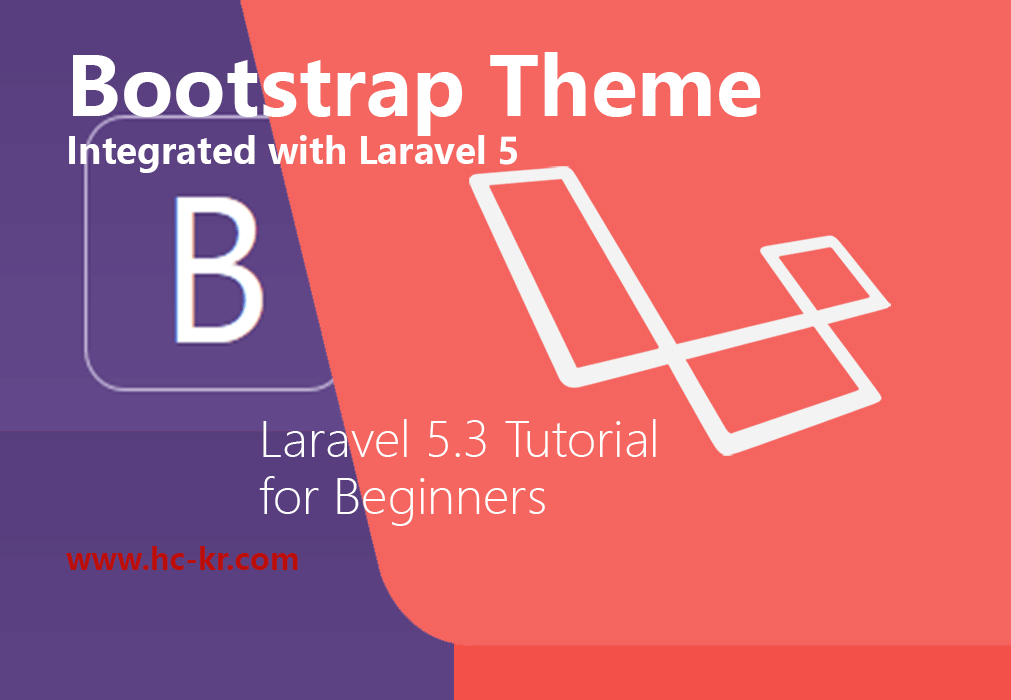 Bootstrap Theme
Integrated with Laravel 5
B
Laravel 5.3 Tutorial
for Beginners
www.hc-kr.com